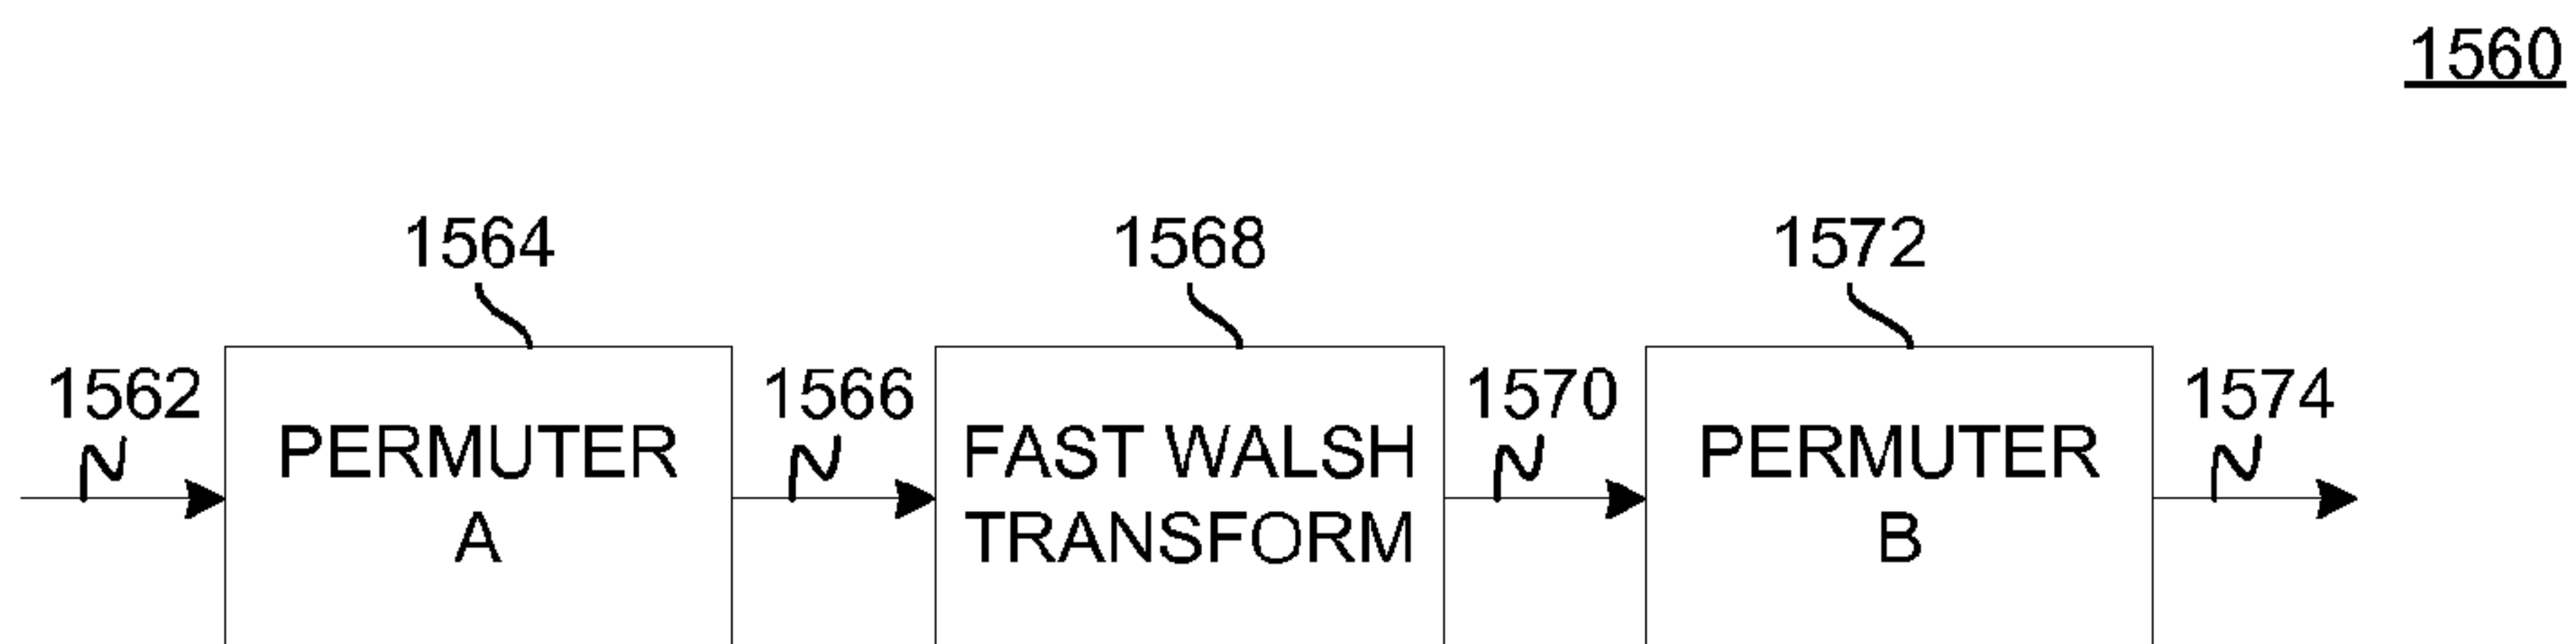 1560
1564
1568
1572
1562
1566
1570
1574
PERMUTER
A
FAST WALSH
TRANSFORM
PERMUTER
B